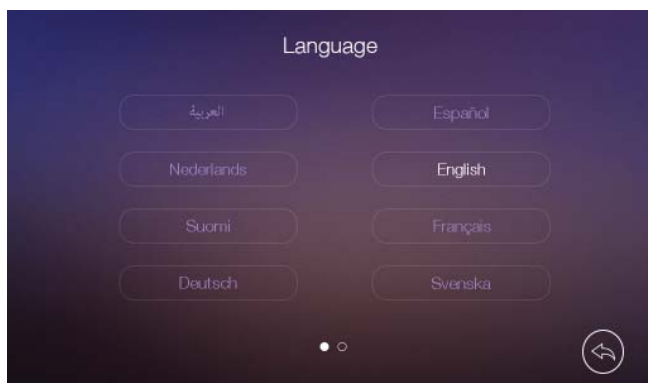 Language
العربية
Español
Nederlands
English
Suomi
Français
Deutsch
Svenska